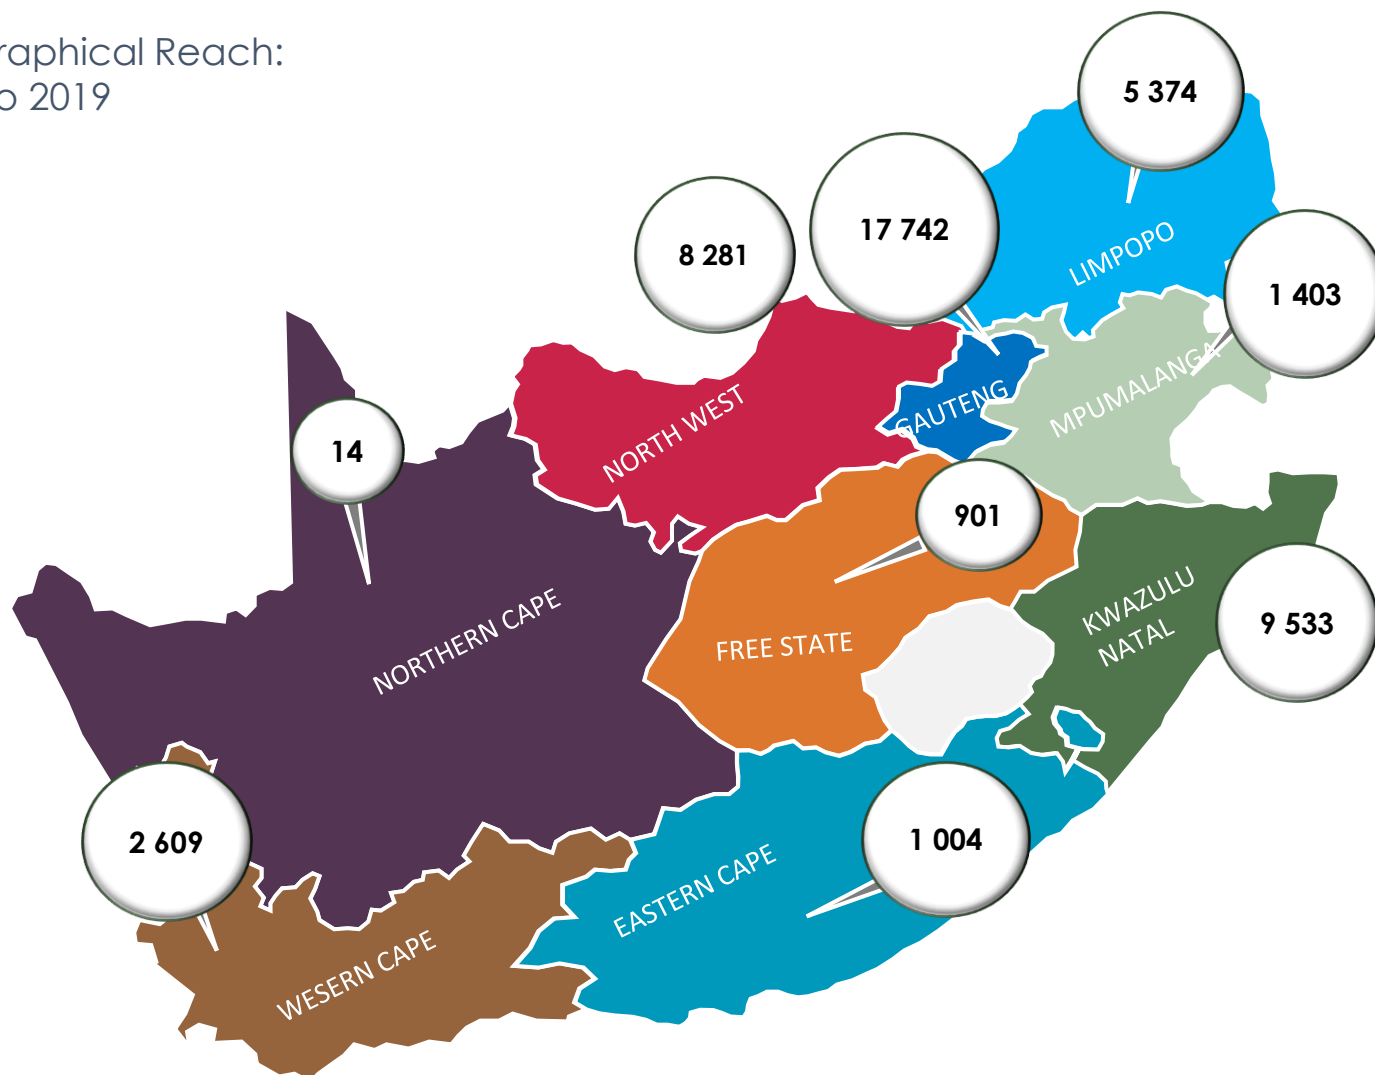 raphical Reach:
o 2019
5 374
17 742
8 281
1 403
LIMPOPO
NORTH WEST
GAUTENG
MPUMALANGA
14
901
NORTHERN CAPE
FREE STATE
KWAZULU
NATAL
9 533
2 609
1 004
EASTERN CAPE
WESERN CAPE